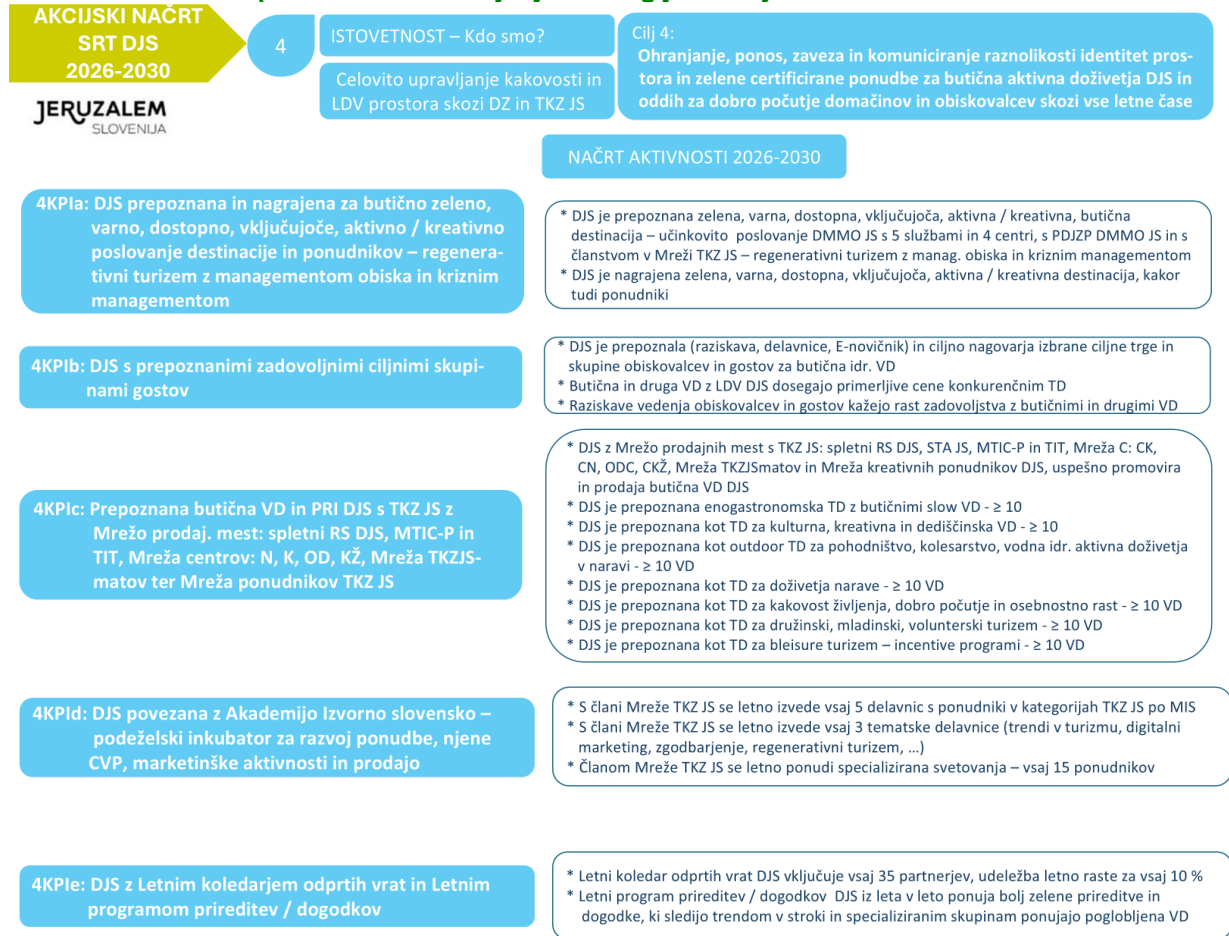 AKCIJSKI NAČRT
SRT DJS
2026-2030
4
ISTOVETNOST – Kdo smo?
Celovito upravljanje kakovosti in
LDV prostora skozi DZ in TKZ JS
Cilj 4:
Ohranjanje, ponos, zaveza in komuniciranje raznolikosti identitet pros-
tora in zelene certificirane ponudbe za butična aktivna doživetja DJS in
oddih za dobro počutje domačinov in obiskovalcev skozi vse letne čase
JERUZALEM
SLOVENIJA
NAČRT AKTIVNOSTI 2026-2030
4KPIa: DJS prepoznana in nagrajena za butično zeleno,
varno, dostopno, vključujoče, aktivno / kreativno
poslovanje destinacije in ponudnikov – regenera-
tivni turizem z managementom obiska in kriznim
managementom
* DJS je prepoznana zelena, varna, dostopna, vključujoča, aktivna / kreativna, butična
destinacija – učinkovito poslovanje DMMO JS s 5 službami in 4 centri, s PDJZP DMMO JS in s
članstvom v Mreži TKZ JS – regenerativni turizem z manag. obiska in kriznim managementom
* DJS je nagrajena zelena, varna, dostopna, vključujoča, aktivna / kreativna destinacija, kakor
tudi ponudniki
4KPIb: DJS s prepoznanimi zadovoljnimi ciljnimi skupi-
nami gostov
* DJS je prepoznala (raziskava, delavnice, E-novičnik) in ciljno nagovarja izbrane ciljne trge in
skupine obiskovalcev in gostov za butična idr. VD
* Butična in druga VD z LDV DJS dosegajo primerljive cene konkurenčnim TD
* Raziskave vedenja obiskovalcev in gostov kažejo rast zadovoljstva z butičnimi in drugimi VD
4KPIc: Prepoznana butična VD in PRI DJS s TKZ JS z
Mrežo prodaj. mest: spletni RS DJS, MTIC-P in
TIT, Mreža centrov: N, K, OD, KŽ, Mreža TKZJS-
matov ter Mreža ponudnikov TKZ JS
* DJS z Mrežo prodajnih mest s TKZ JS: spletni RS DJS, STA JS, MTIC-P in TIT, Mreža C: CK,
CN, ODC, CKŽ, Mreža TKZJSmatov in Mreža kreativnih ponudnikov DJS, uspešno promovira
in prodaja butična VD DJS
* DJS je prepoznana enogastronomska TD z butičnimi slow VD - ≥ 10
* DJS je prepoznana kot TD za kulturna, kreativna in dediščinska VD - ≥ 10
* DJS je prepoznana kot outdoor TD za pohodništvo, kolesarstvo, vodna idr. aktivna doživetja
v naravi - ≥ 10 VD
* DJS je prepoznana kot TD za doživetja narave - ≥ 10 VD
* DJS je prepoznana kot TD za kakovost življenja, dobro počutje in osebnostno rast - ≥ 10 VD
* DJS je prepoznana kot TD za družinski, mladinski, volunterski turizem - ≥ 10 VD
* DJS je prepoznana kot TD za bleisure turizem – incentive programi - ≥ 10 VD
4KPId: DJS povezana z Akademijo Izvorno slovensko –
podeželski inkubator za razvoj ponudbe, njene
CVP, marketinške aktivnosti in prodajo
* S člani Mreže TKZ JS se letno izvede vsaj 5 delavnic s ponudniki v kategorijah TKZ JS po MIS
* S člani Mreže TKZ JS se letno izvede vsaj 3 tematske delavnice (trendi v turizmu, digitalni
marketing, zgodbarjenje, regenerativni turizem, …)
* Članom Mreže TKZ JS se letno ponudi specializirana svetovanja – vsaj 15 ponudnikov
4KPIe: DJS z Letnim koledarjem odprtih vrat in Letnim
programom prireditev / dogodkov
* Letni koledar odprtih vrat DJS vključuje vsaj 35 partnerjev, udeležba letno raste za vsaj 10 %
* Letni program prireditev / dogodkov DJS iz leta v leto ponuja bolj zelene prireditve in
dogodke, ki sledijo trendom v stroki in specializiranim skupinam ponujajo poglobljena VD